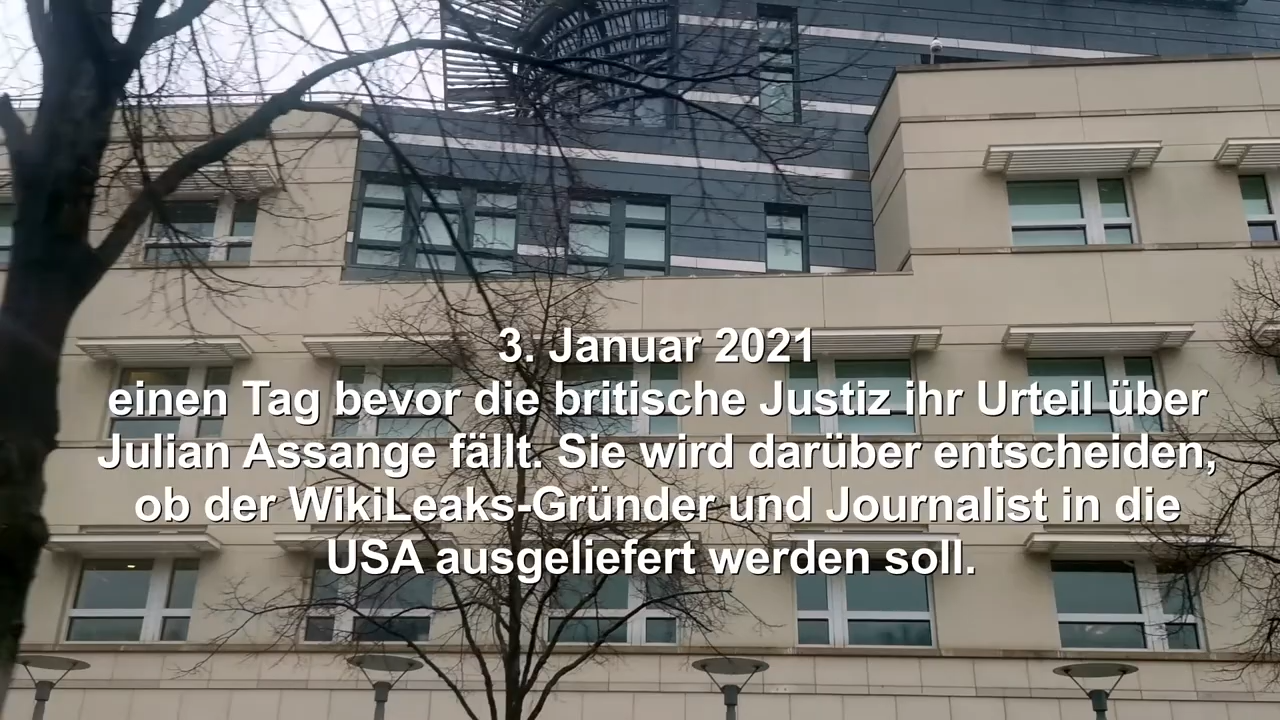 3. Januar 2021
einen Tag bevor die britische Justiz ihr Urteil über
Julian Assange fällt. Sie wird darüber entscheiden,
ob der WikiLeaks-Gründer und Journalist in die
USA ausgeliefert werden soll.